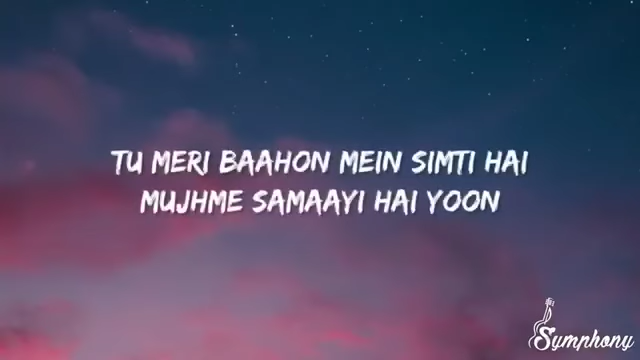 TU MERI BAAHON MEIN SIMTI HAI
MUJHME SAMAAYI HAI YOON
Symphony